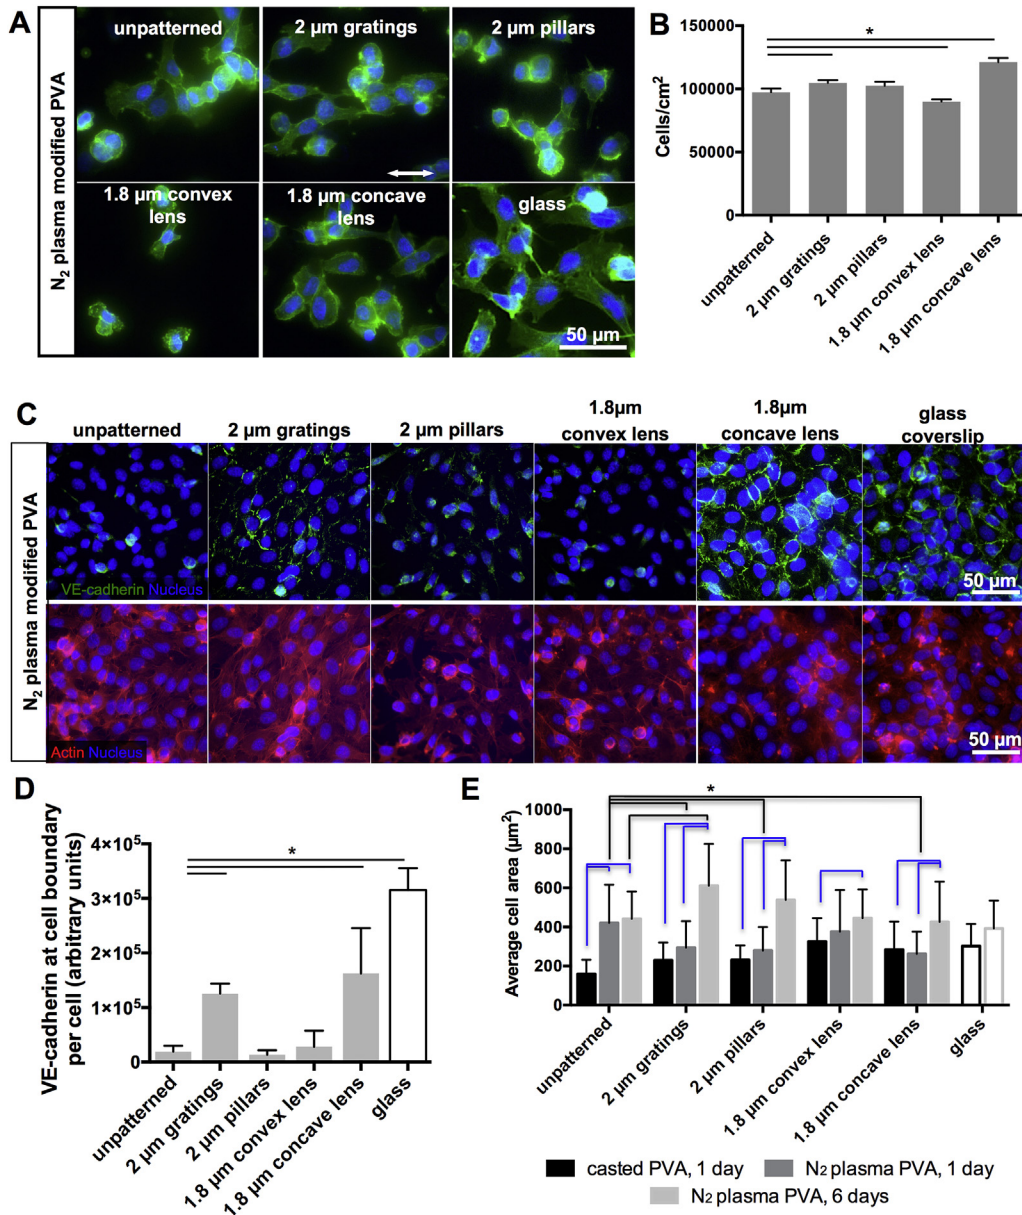 A
N₂ plasma modified PVA
unpatterned
2 µm gratings
2 µm pillars
1.8 µm convex
lens
1.8 µm concave
lens
glass
50 µm
B
Cells/cm²
150000
100000
50000
0
*
unpatterned
2 µm gratings
2 µm pillars
1.8 µm convex lens
1.8 µm concave lens
C
N₂ plasma modified PVA
unpatterned
2 µm gratings
2 µm pillars
1.8µm
convex lens
1.8µm
concave lens
glass
coverslip
VE-cadherin Nucleus
50 µm
Actin Nucleus
50 µm
D
VE-cadherin at cell boundary
per cell (arbitrary units)
4×10⁵
3×10⁵
2×10⁵
1×10⁵
0
*
unpatterned
2 µm gratings
2 µm pillars
1.8 µm convex lens
1.8 µm concave lens
glass
E
Average cell area (µm²)
1000
800
600
400
200
0
*
unpatterned
2 µm gratings
2 µm pillars
1.8 µm convex lens
1.8 µm concave lens
glass
casted PVA, 1 day
N₂ plasma PVA, 1 day
N₂ plasma PVA, 6 days